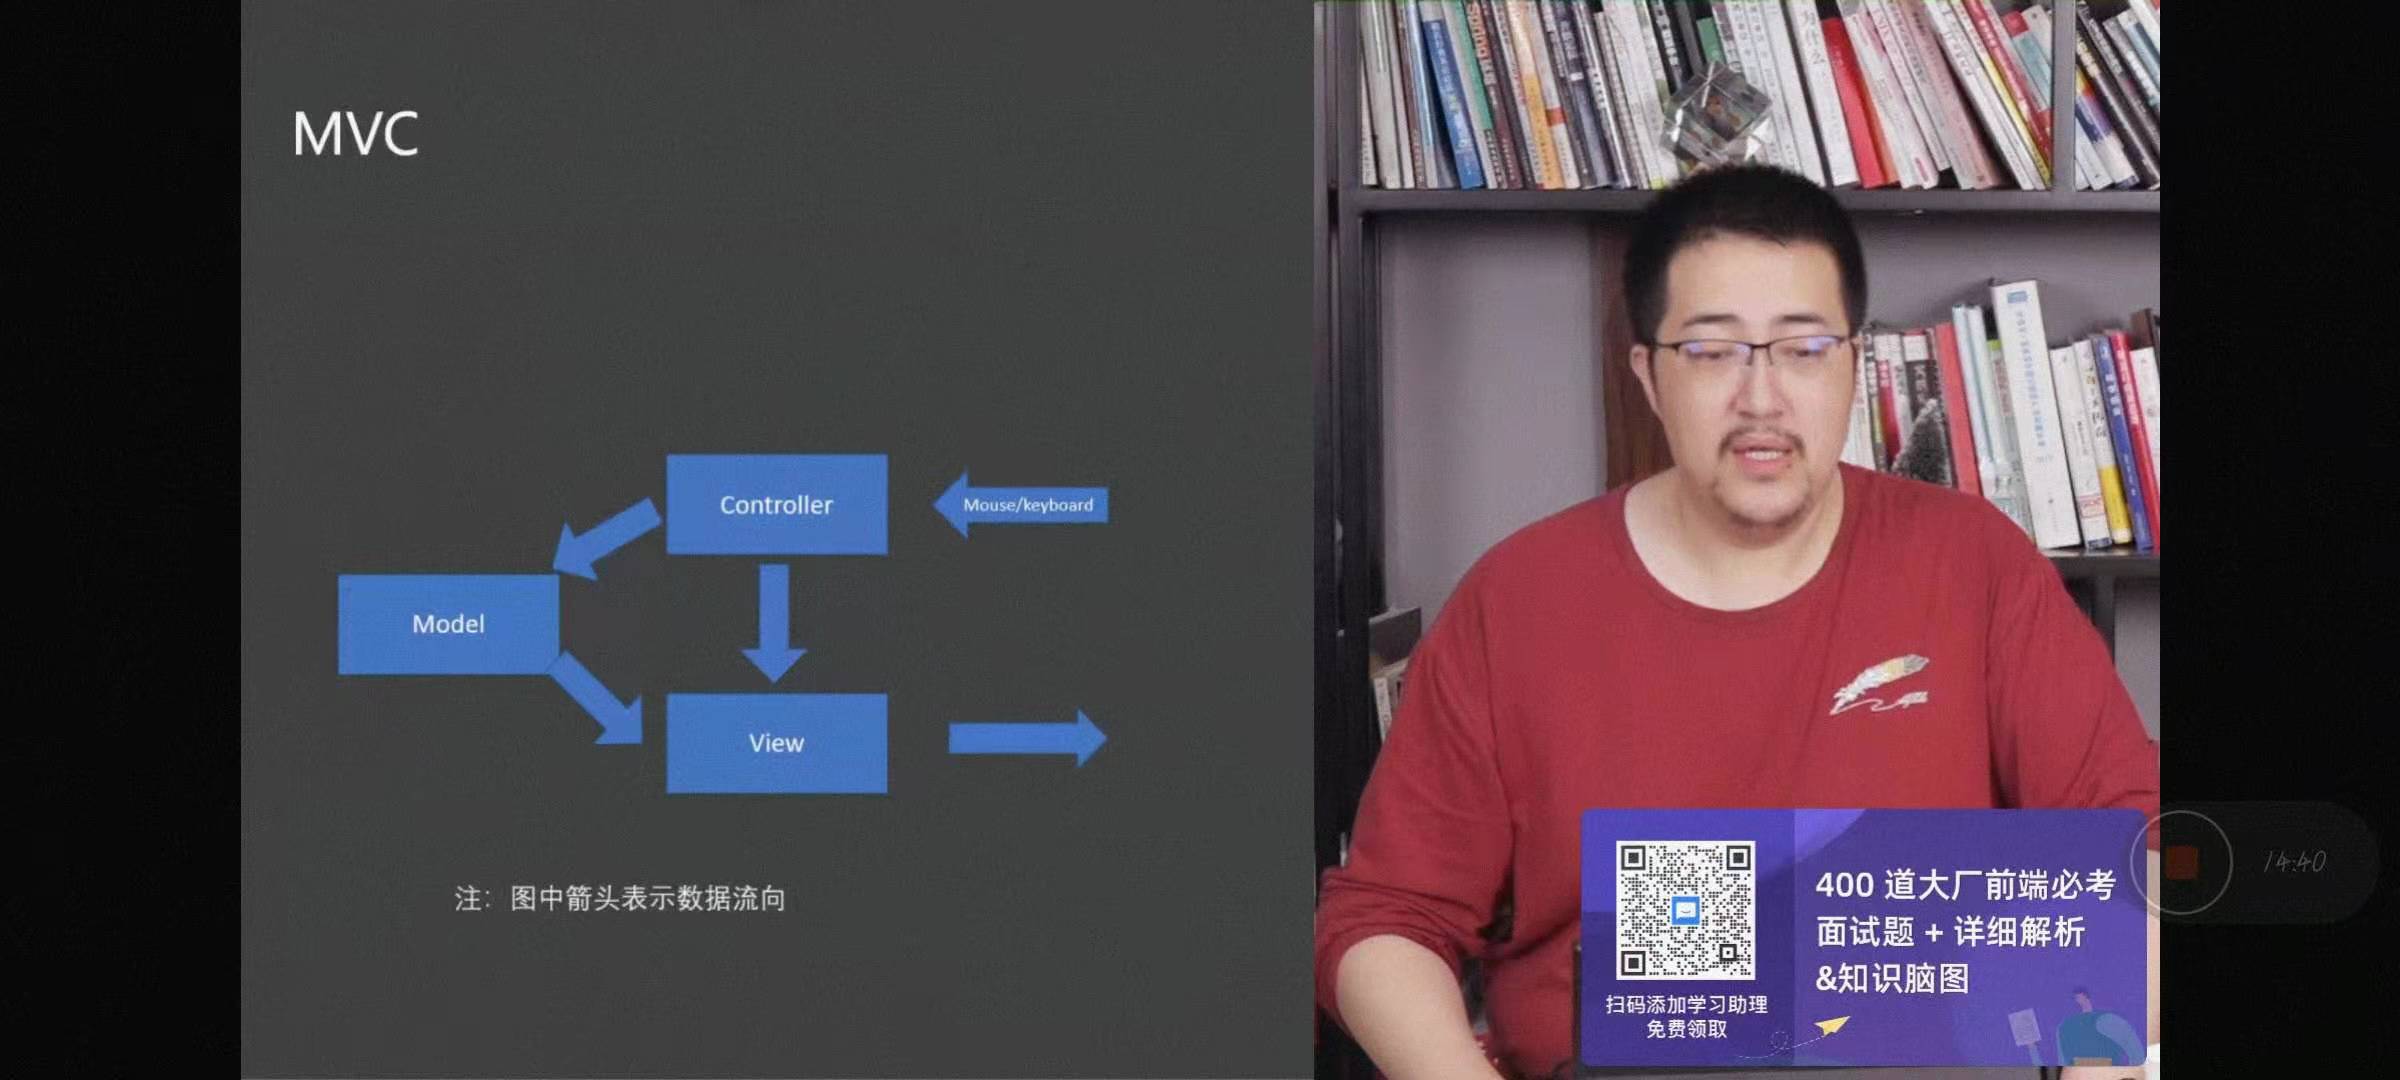 MVC
Controller
Mouse/keyboard
Model
View
注：图中箭头表示数据流向
Spring
400 道大厂前端必考
面试题 + 详细解析
&知识脑图
扫码添加学习助理
免费领取
14:40